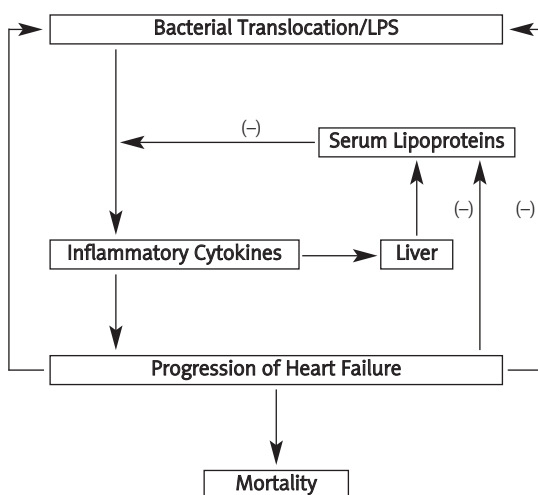 Bacterial Translocation/LPS
(–)
Serum Lipoproteins
(–)
(–)
Inflammatory Cytokines
Liver
Progression of Heart Failure
Mortality